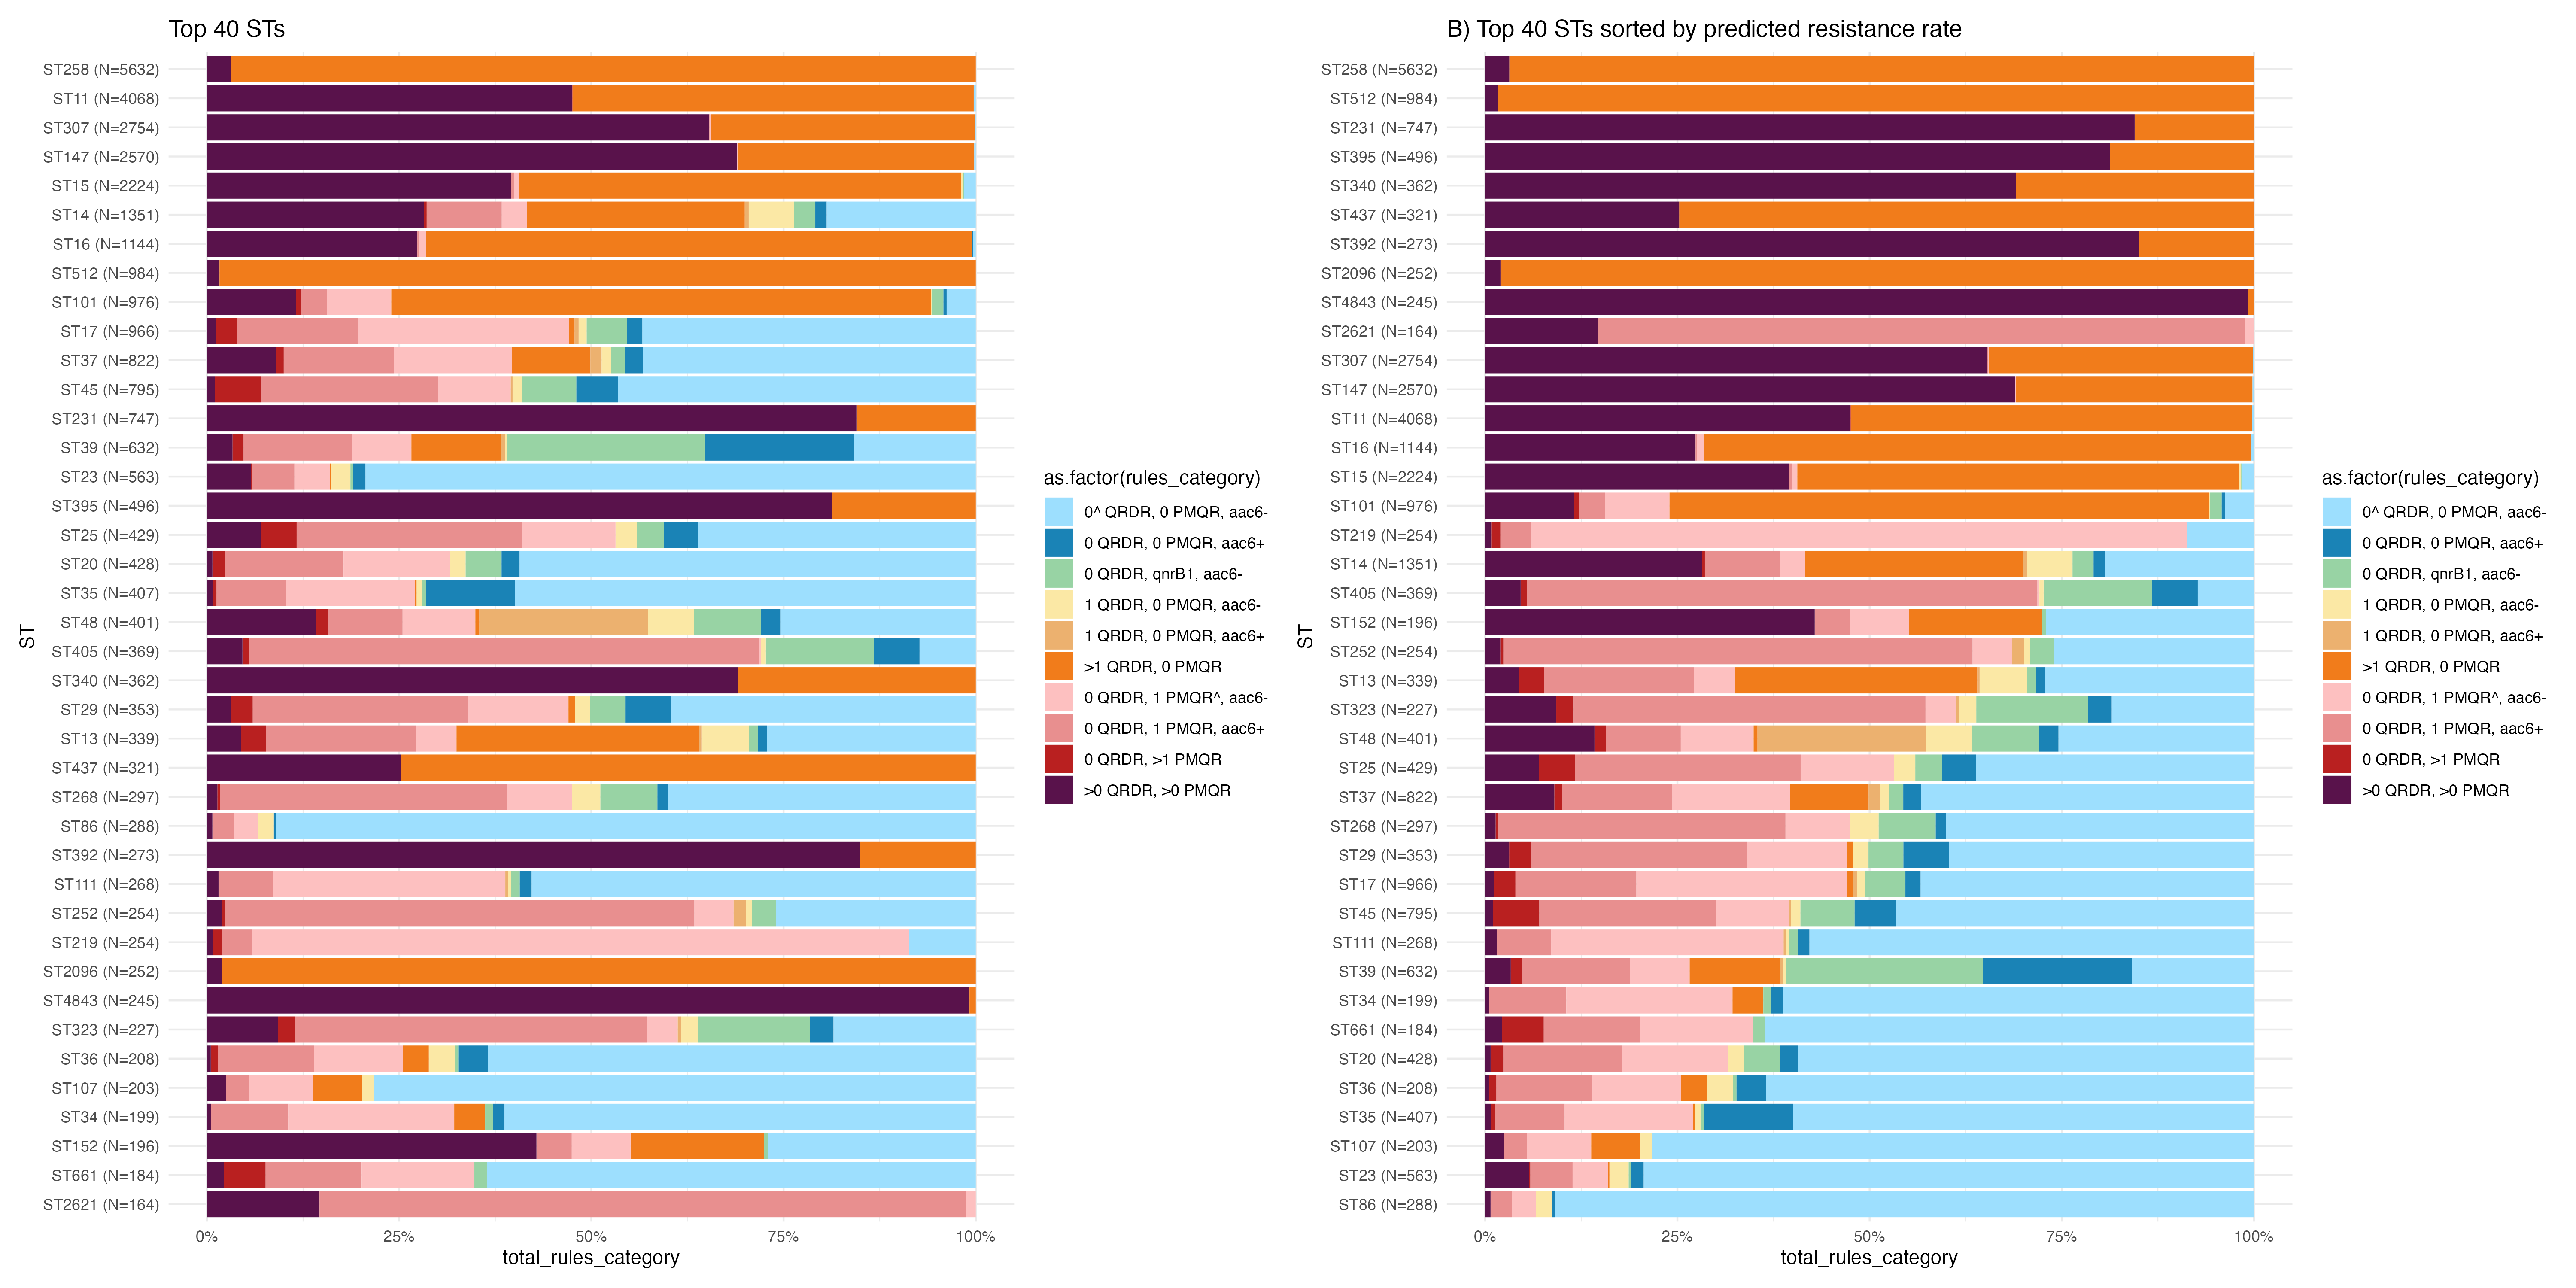 Top 40 STs
ST258 (N=5632)
ST11 (N=4068)
ST307 (N=2754)
ST147 (N=2570)
ST15 (N=2224)
ST14 (N=1351)
ST16 (N=1144)
ST512 (N=984)
ST101 (N=976)
ST17 (N=966)
ST37 (N=822)
ST45 (N=795)
ST231 (N=747)
ST39 (N=632)
ST23 (N=563)
ST395 (N=496)
ST25 (N=429)
ST20 (N=428)
ST35 (N=407)
ST48 (N=401)
ST405 (N=369)
ST340 (N=362)
ST29 (N=353)
ST13 (N=339)
ST437 (N=321)
ST268 (N=297)
ST86 (N=288)
ST392 (N=273)
ST111 (N=268)
ST252 (N=254)
ST219 (N=254)
ST2096 (N=252)
ST4843 (N=245)
ST323 (N=227)
ST36 (N=208)
ST107 (N=203)
ST34 (N=199)
ST152 (N=196)
ST661 (N=184)
ST2621 (N=164)
ST
0% 25% 50% 75% 100%
total_rules_category
as.factor(rules_category)
0^ QRDR, 0 PMQR, aac6-
0 QRDR, 0 PMQR, aac6+
0 QRDR, qnrB1, aac6-
1 QRDR, 0 PMQR, aac6-
1 QRDR, 0 PMQR, aac6+
>1 QRDR, 0 PMQR
0 QRDR, 1 PMQR^, aac6-
0 QRDR, 1 PMQR, aac6+
0 QRDR, >1 PMQR
>0 QRDR, >0 PMQR
B) Top 40 STs sorted by predicted resistance rate
ST258 (N=5632)
ST512 (N=984)
ST231 (N=747)
ST395 (N=496)
ST340 (N=362)
ST437 (N=321)
ST392 (N=273)
ST2096 (N=252)
ST4843 (N=245)
ST2621 (N=164)
ST307 (N=2754)
ST147 (N=2570)
ST11 (N=4068)
ST16 (N=1144)
ST15 (N=2224)
ST101 (N=976)
ST219 (N=254)
ST14 (N=1351)
ST405 (N=369)
ST152 (N=196)
ST252 (N=254)
ST13 (N=339)
ST323 (N=227)
ST48 (N=401)
ST25 (N=429)
ST37 (N=822)
ST268 (N=297)
ST29 (N=353)
ST17 (N=966)
ST45 (N=795)
ST111 (N=268)
ST39 (N=632)
ST34 (N=199)
ST661 (N=184)
ST20 (N=428)
ST36 (N=208)
ST35 (N=407)
ST107 (N=203)
ST23 (N=563)
ST86 (N=288)
ST
0% 25% 50% 75% 100%
total_rules_category
as.factor(rules_category)
0^ QRDR, 0 PMQR, aac6-
0 QRDR, 0 PMQR, aac6+
0 QRDR, qnrB1, aac6-
1 QRDR, 0 PMQR, aac6-
1 QRDR, 0 PMQR, aac6+
>1 QRDR, 0 PMQR
0 QRDR, 1 PMQR^, aac6-
0 QRDR, 1 PMQR, aac6+
0 QRDR, >1 PMQR
>0 QRDR, >0 PMQR